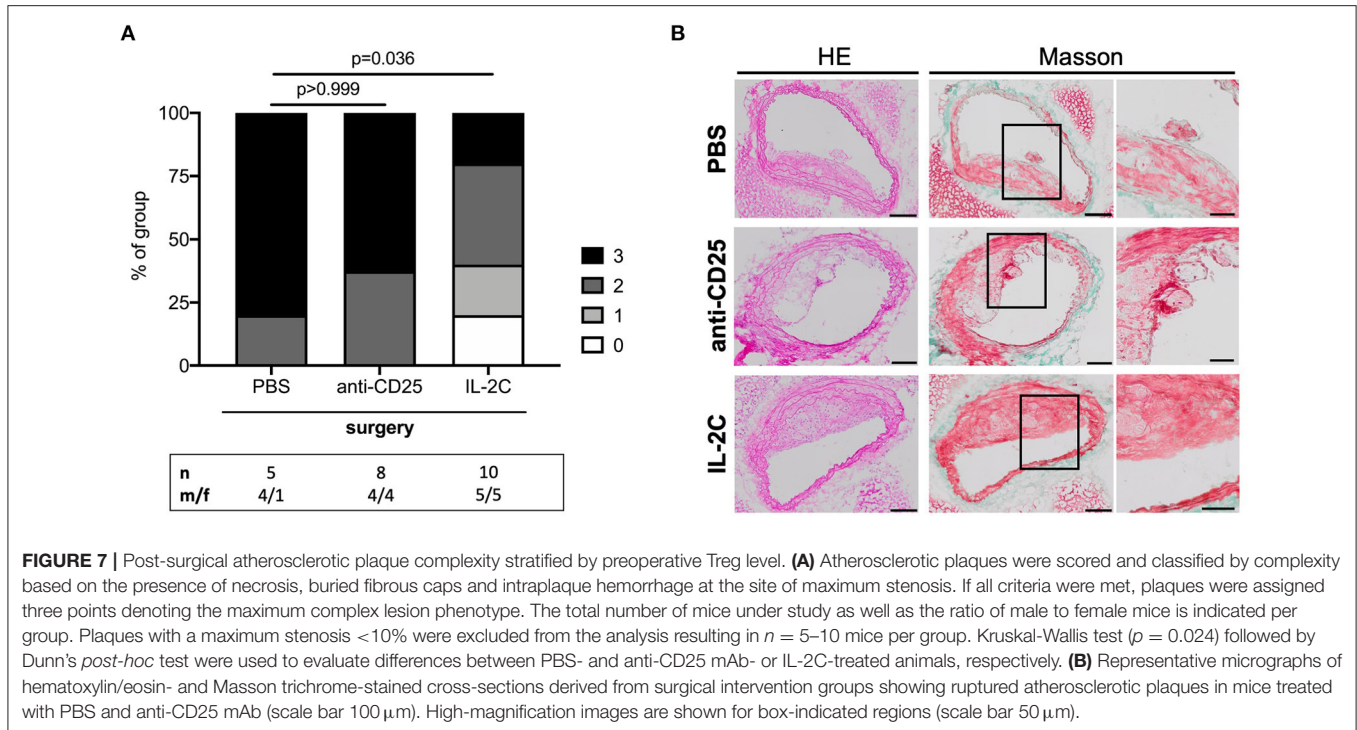 A
p=0.036
p>0.999
100
75
50
25
0
% of group
3
2
1
0
PBS anti-CD25 IL-2C
surgery
n 5 8 10
m/f 4/1 4/4 5/5
B
HE Masson
PBS
anti-CD25
IL-2C
FIGURE 7 | Post-surgical atherosclerotic plaque complexity stratified by preoperative Treg level. (A) Atherosclerotic plaques were scored and classified by complexity
based on the presence of necrosis, buried fibrous caps and intraplaque hemorrhage at the site of maximum stenosis. If all criteria were met, plaques were assigned
three points denoting the maximum complex lesion phenotype. The total number of mice under study as well as the ratio of male to female mice is indicated per
group. Plaques with a maximum stenosis <10% were excluded from the analysis resulting in n = 5–10 mice per group. Kruskal-Wallis test (p = 0.024) followed by
Dunn's post-hoc test were used to evaluate differences between PBS- and anti-CD25 mAb- or IL-2C-treated animals, respectively. (B) Representative micrographs of
hematoxylin/eosin- and Masson trichrome-stained cross-sections derived from surgical intervention groups showing ruptured atherosclerotic plaques in mice treated
with PBS and anti-CD25 mAb (scale bar 100 μm). High-magnification images are shown for box-indicated regions (scale bar 50 μm).